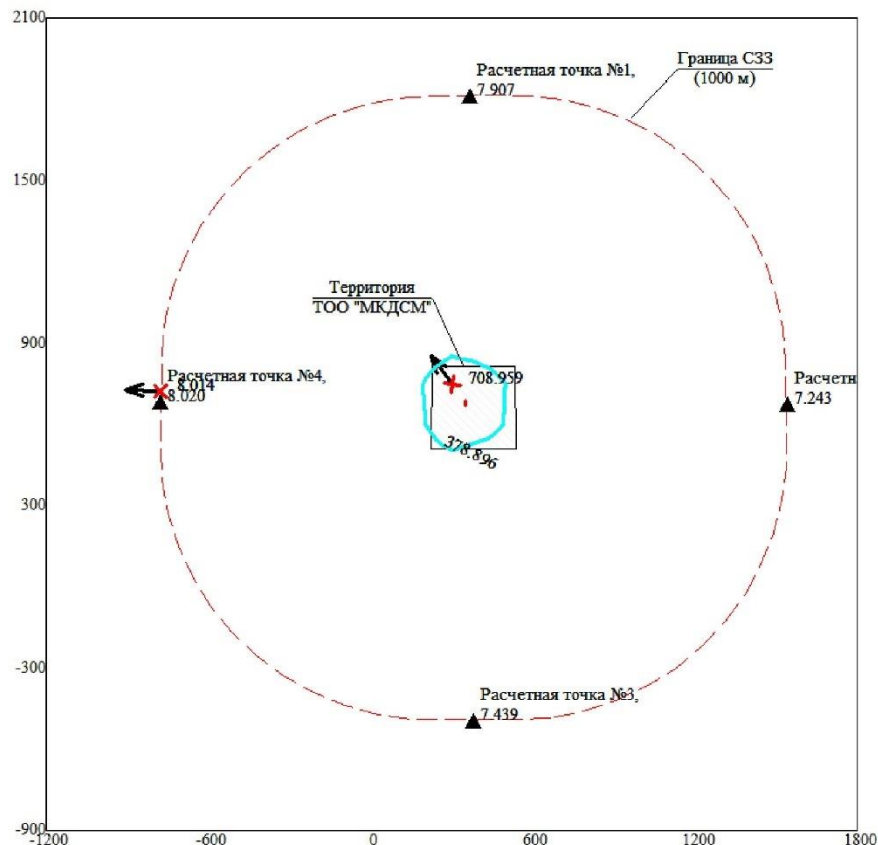 2100
Расчетная точка №1,
7.907
Граница СЗЗ
(1000 м)
1500
Территория
ТОО "МКДСМ"
900
708.959
Расчетная точка №4,
8.014
8.020
Расчетн
7.243
378.896
300
-300
Расчетная точка №3,
7.439
-900
-1200
-600
0
600
1200
1800